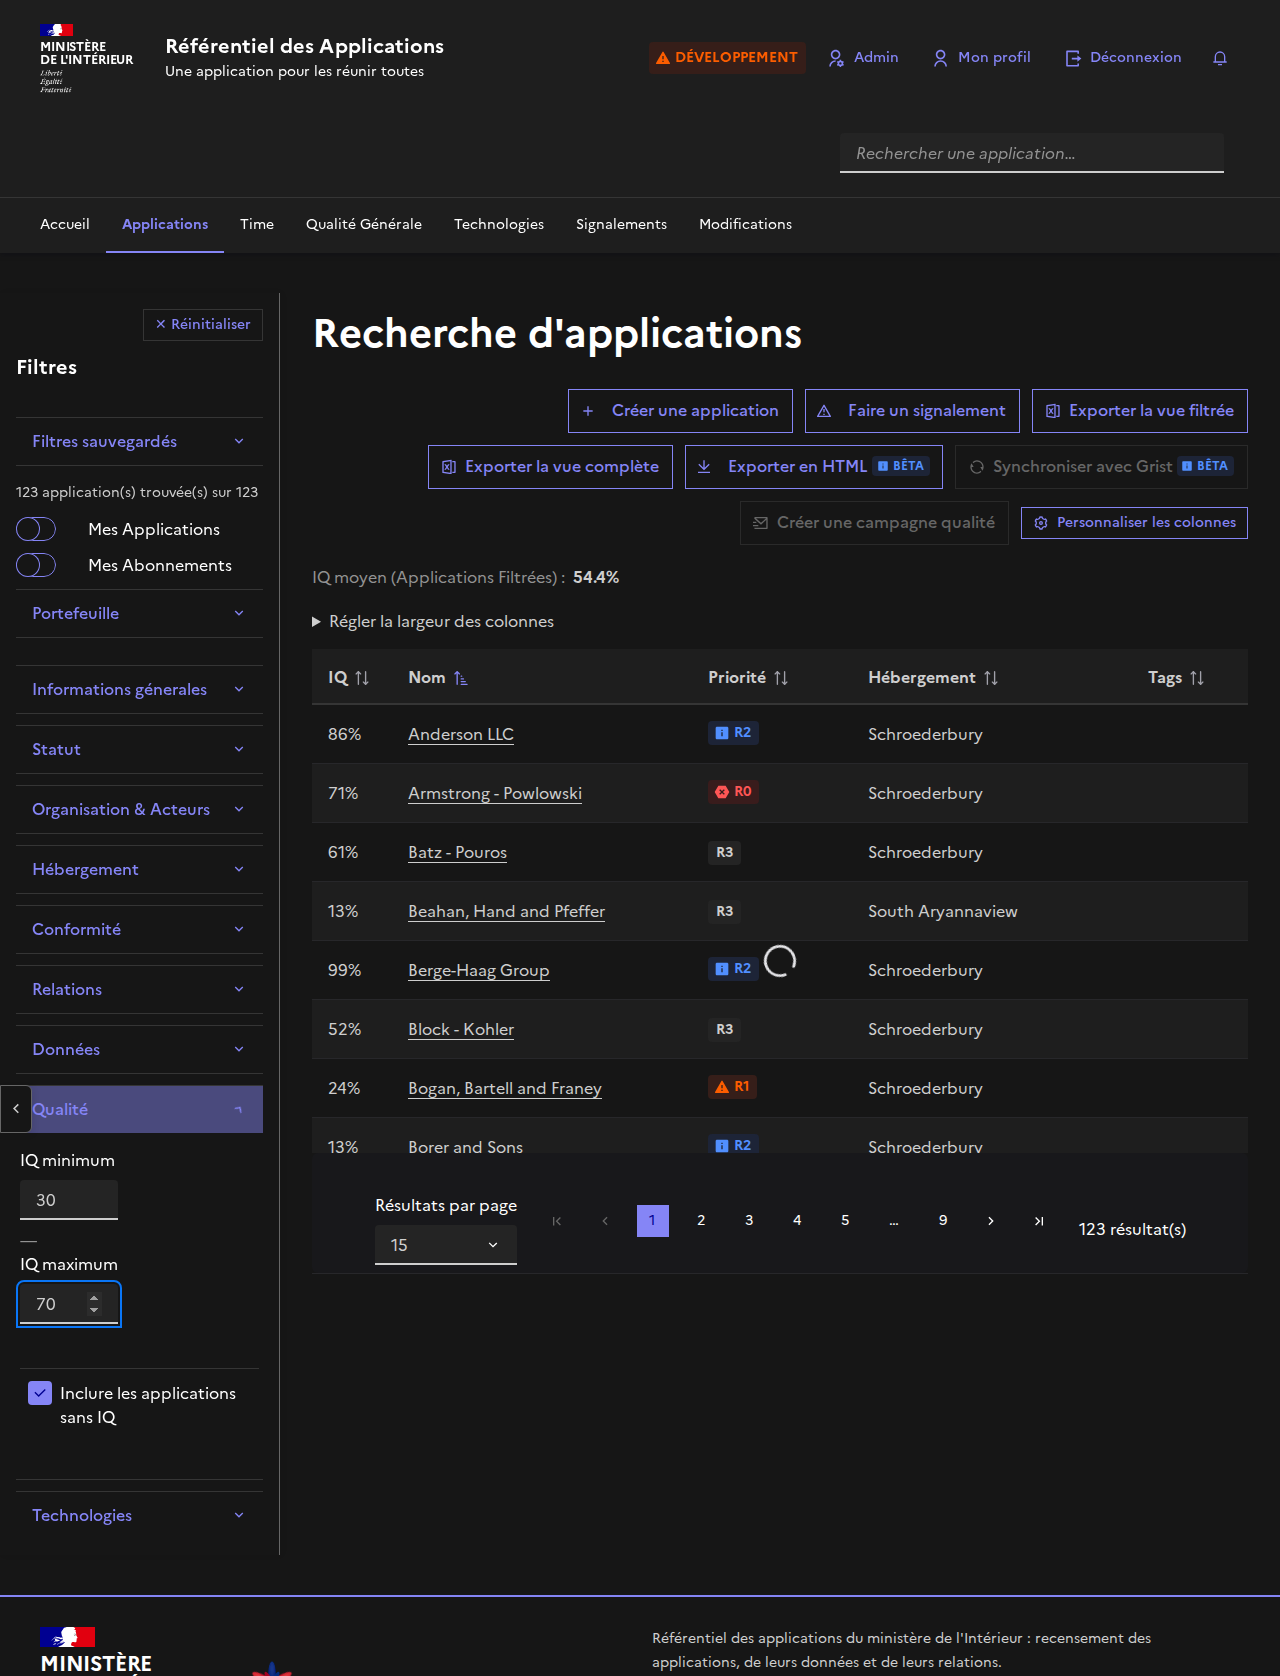 MINISTÈRE
DE L'INTÉRIEUR
Liberté
Égalité
Fraternité
Référentiel des Applications
Une application pour les réunir toutes
DÉVELOPPEMENT
Admin
Mon profil
Déconnexion
Rechercher une application...
Accueil
Applications
Time
Qualité Générale
Technologies
Signalements
Modifications
Réinitialiser
Filtres
Filtres sauvegardés
123 application(s) trouvée(s) sur 123
Mes Applications
Mes Abonnements
Portefeuille
Informations génerales
Statut
Organisation & Acteurs
Hébergement
Conformité
Relations
Données
Qualité
IQ minimum
30
—
IQ maximum
70
Inclure les applications
sans IQ
Technologies
Recherche d'applications
Créer une application
Faire un signalement
Exporter la vue filtrée
Exporter la vue complète
Exporter en HTML BÊTA
Synchroniser avec Grist BÊTA
Créer une campagne qualité
Personnaliser les colonnes
IQ moyen (Applications Filtrées) : 54.4%
Régler la largeur des colonnes
IQ Nom Priorité Hébergement Tags
86% Anderson LLC R2 Schroederbury
71% Armstrong - Powlowski R0 Schroederbury
61% Batz - Pouros R3 Schroederbury
13% Beahan, Hand and Pfeffer R3 South Aryannaview
99% Berge-Haag Group R2 Schroederbury
52% Block - Kohler R3 Schroederbury
24% Bogan, Bartell and Franey R1 Schroederbury
13% Borer and Sons R2 Schroederbury
Résultats par page
15
1 2 3 4 5 … 9
123 résultat(s)
MINISTÈRE
Référentiel des applications du ministère de l'Intérieur : recensement des
applications, de leurs données et de leurs relations.